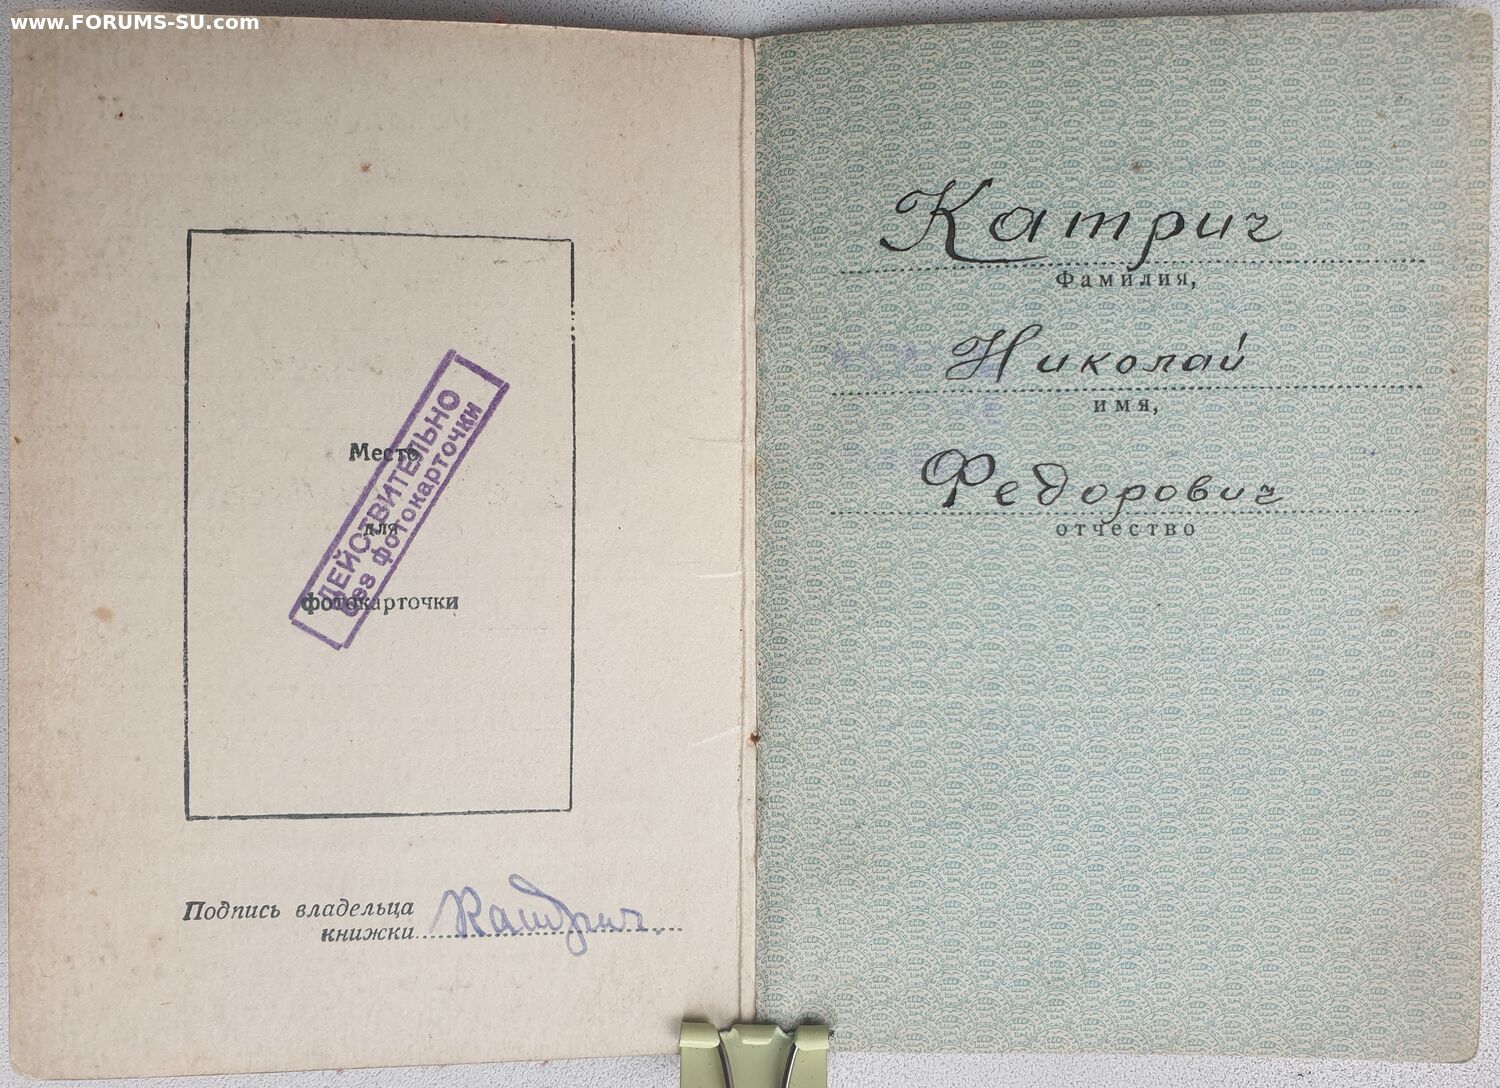 www.FORUMS-SU.com
Место
для
фотокарточки
ДЕЙСТВИТЕЛЬНО
без фотокарточки
Подпись владельца
книжки Катрич
Катрич
Фамилия,
Николай
имя,
Федорович
отчество